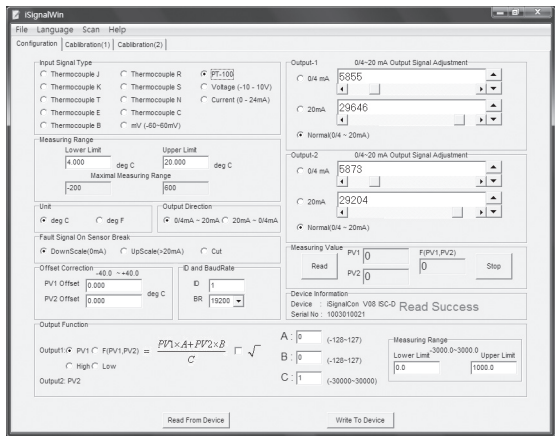 iSignalWin
File Language Scan Help
Configuration Cablibration(1) Cablibration(2)
Input Signal Type
Thermocouple J Thermocouple R PT-100
Thermocouple K Thermocouple S Voltage (-10 - 10V)
Thermocouple T Thermocouple N Current (0 - 24mA)
Thermocouple E Thermocouple C
Thermocouple B mV (-60~60mV)
Measuring Range
Lower Limit Upper Limit
4.000 deg C 20.000 deg C
Maximal Measuring Range
-200 600
Unit
deg C deg F
Output Direction
0/4mA ~ 20mA 20mA ~ 0/4mA
Fault Signal On Sensor Break
DownScale(0mA) UpScale(>20mA) Cut
Offset Correction -40.0 ~ +40.0
PV1 Offset 0.000
PV2 Offset 0.000
deg C
ID and BaudRate
ID 1
BR 19200
Output-1 0/4~20 mA Output Signal Adjustment
0/4 mA 5855
20mA 29646
Normal(0/4 ~ 20mA)
Output-2 0/4~20 mA Output Signal Adjustment
0/4 mA 5873
20mA 29204
Normal(0/4 ~ 20mA)
Measuring Value
Read PV1 0 F(PV1,PV2) 0 Stop
PV2 0
Device Information
Device : iSignalCon V08 ISC-D Read Success
Serial No : 1003010021
Output Function
Output1: PV1 F(PV1,PV2) = PV1×A+PV2×B / C √
High Low
Output2: PV2
A : 0 (-128~127)
B : 0 (-128~127)
C : 1 (-30000~30000)
Measuring Range
-3000.0~3000.0
Lower Limit Upper Limit
0.0 1000.0
Read From Device Write To Device